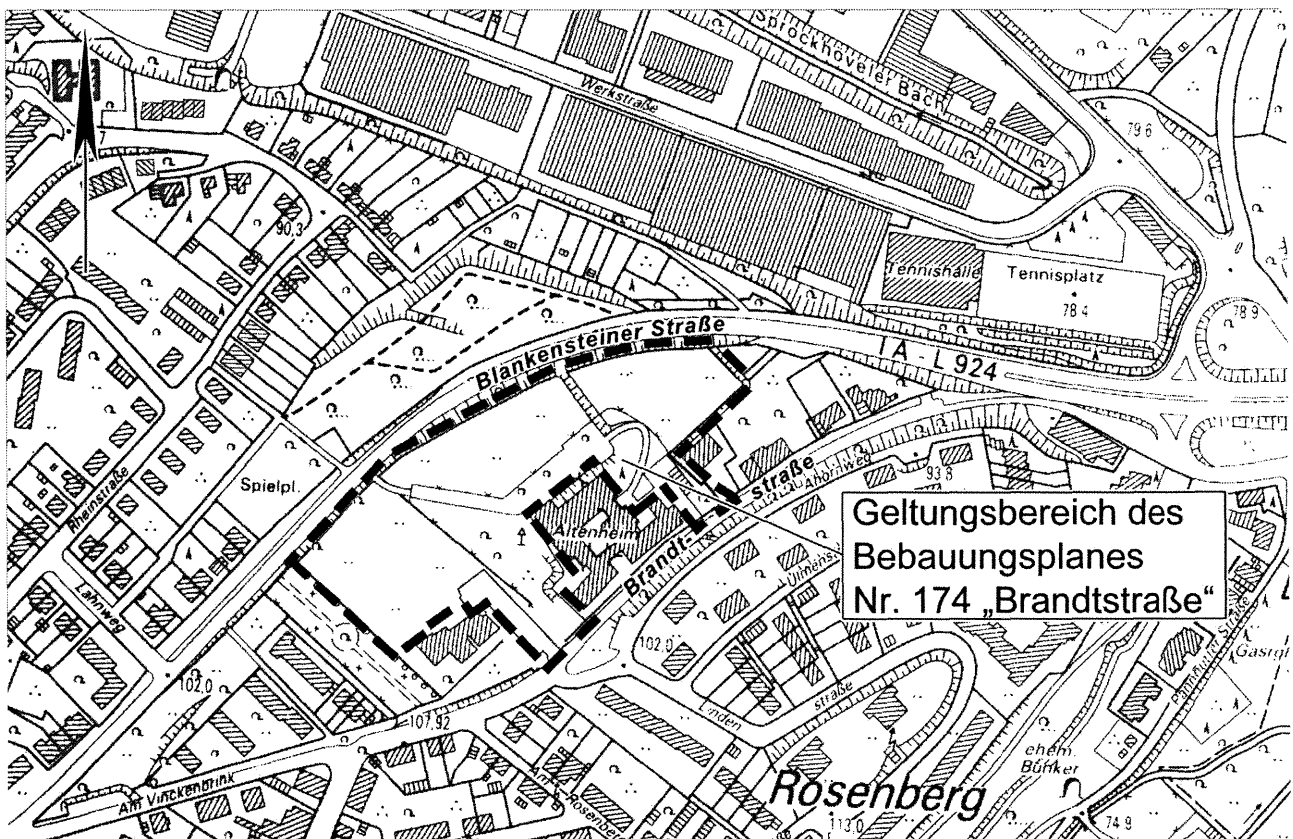 Sprockhöveler Bach
Werkstraße
79.6
90,3
Tennishalle
Tennisplatz
78.4
78.9
Blankensteiner Straße
A - L 924
Spielpl.
Rheinstraße
Lahnweg
Altenheim
Brandt-
straße
Ahornweg
93.8
Geltungsbereich des
Bebauungsplanes
Nr. 174 „Brandtstraße“
102,0
102,0
107,92
Linden
straße
Am Vinckenbrink
ehem.
Bunker
Rosenberg
113,0
74.9